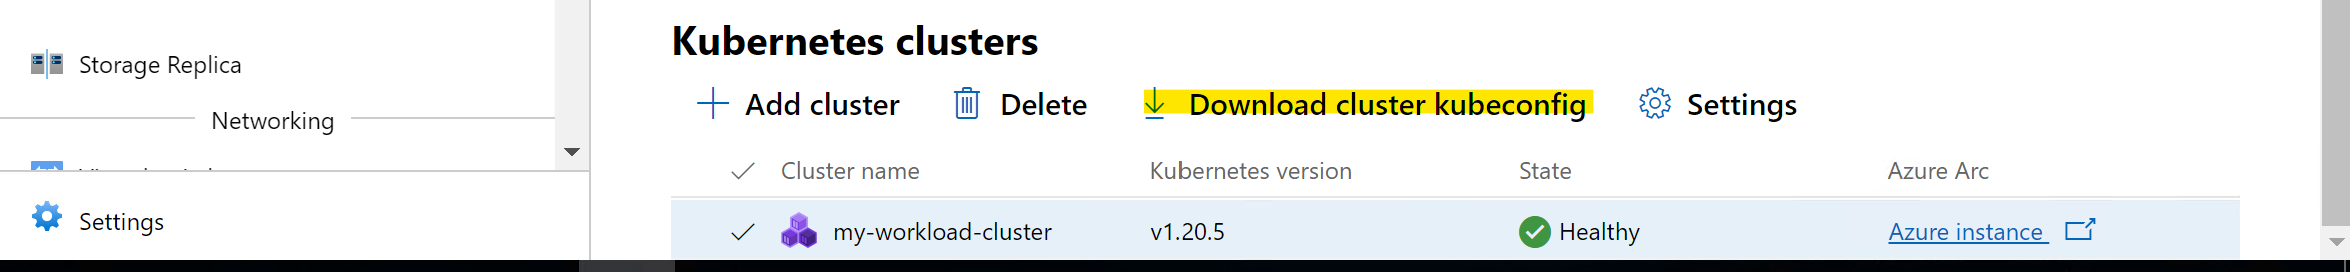 Storage Replica
Networking
Settings
Kubernetes clusters
Add cluster Delete Download cluster kubeconfig Settings
Cluster name Kubernetes version State Azure Arc
my-workload-cluster v1.20.5 Healthy Azure instance